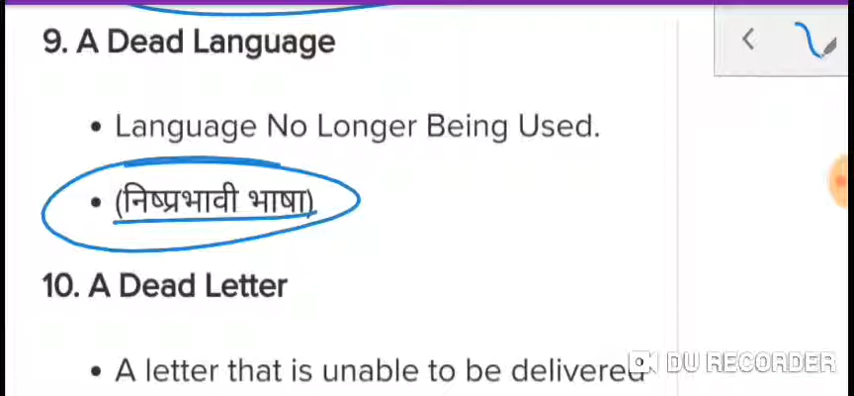 9. A Dead Language
• Language No Longer Being Used.
• (निष्प्रभावी भाषा)
10. A Dead Letter
• A letter that is unable to be delivered
DU RECORDER